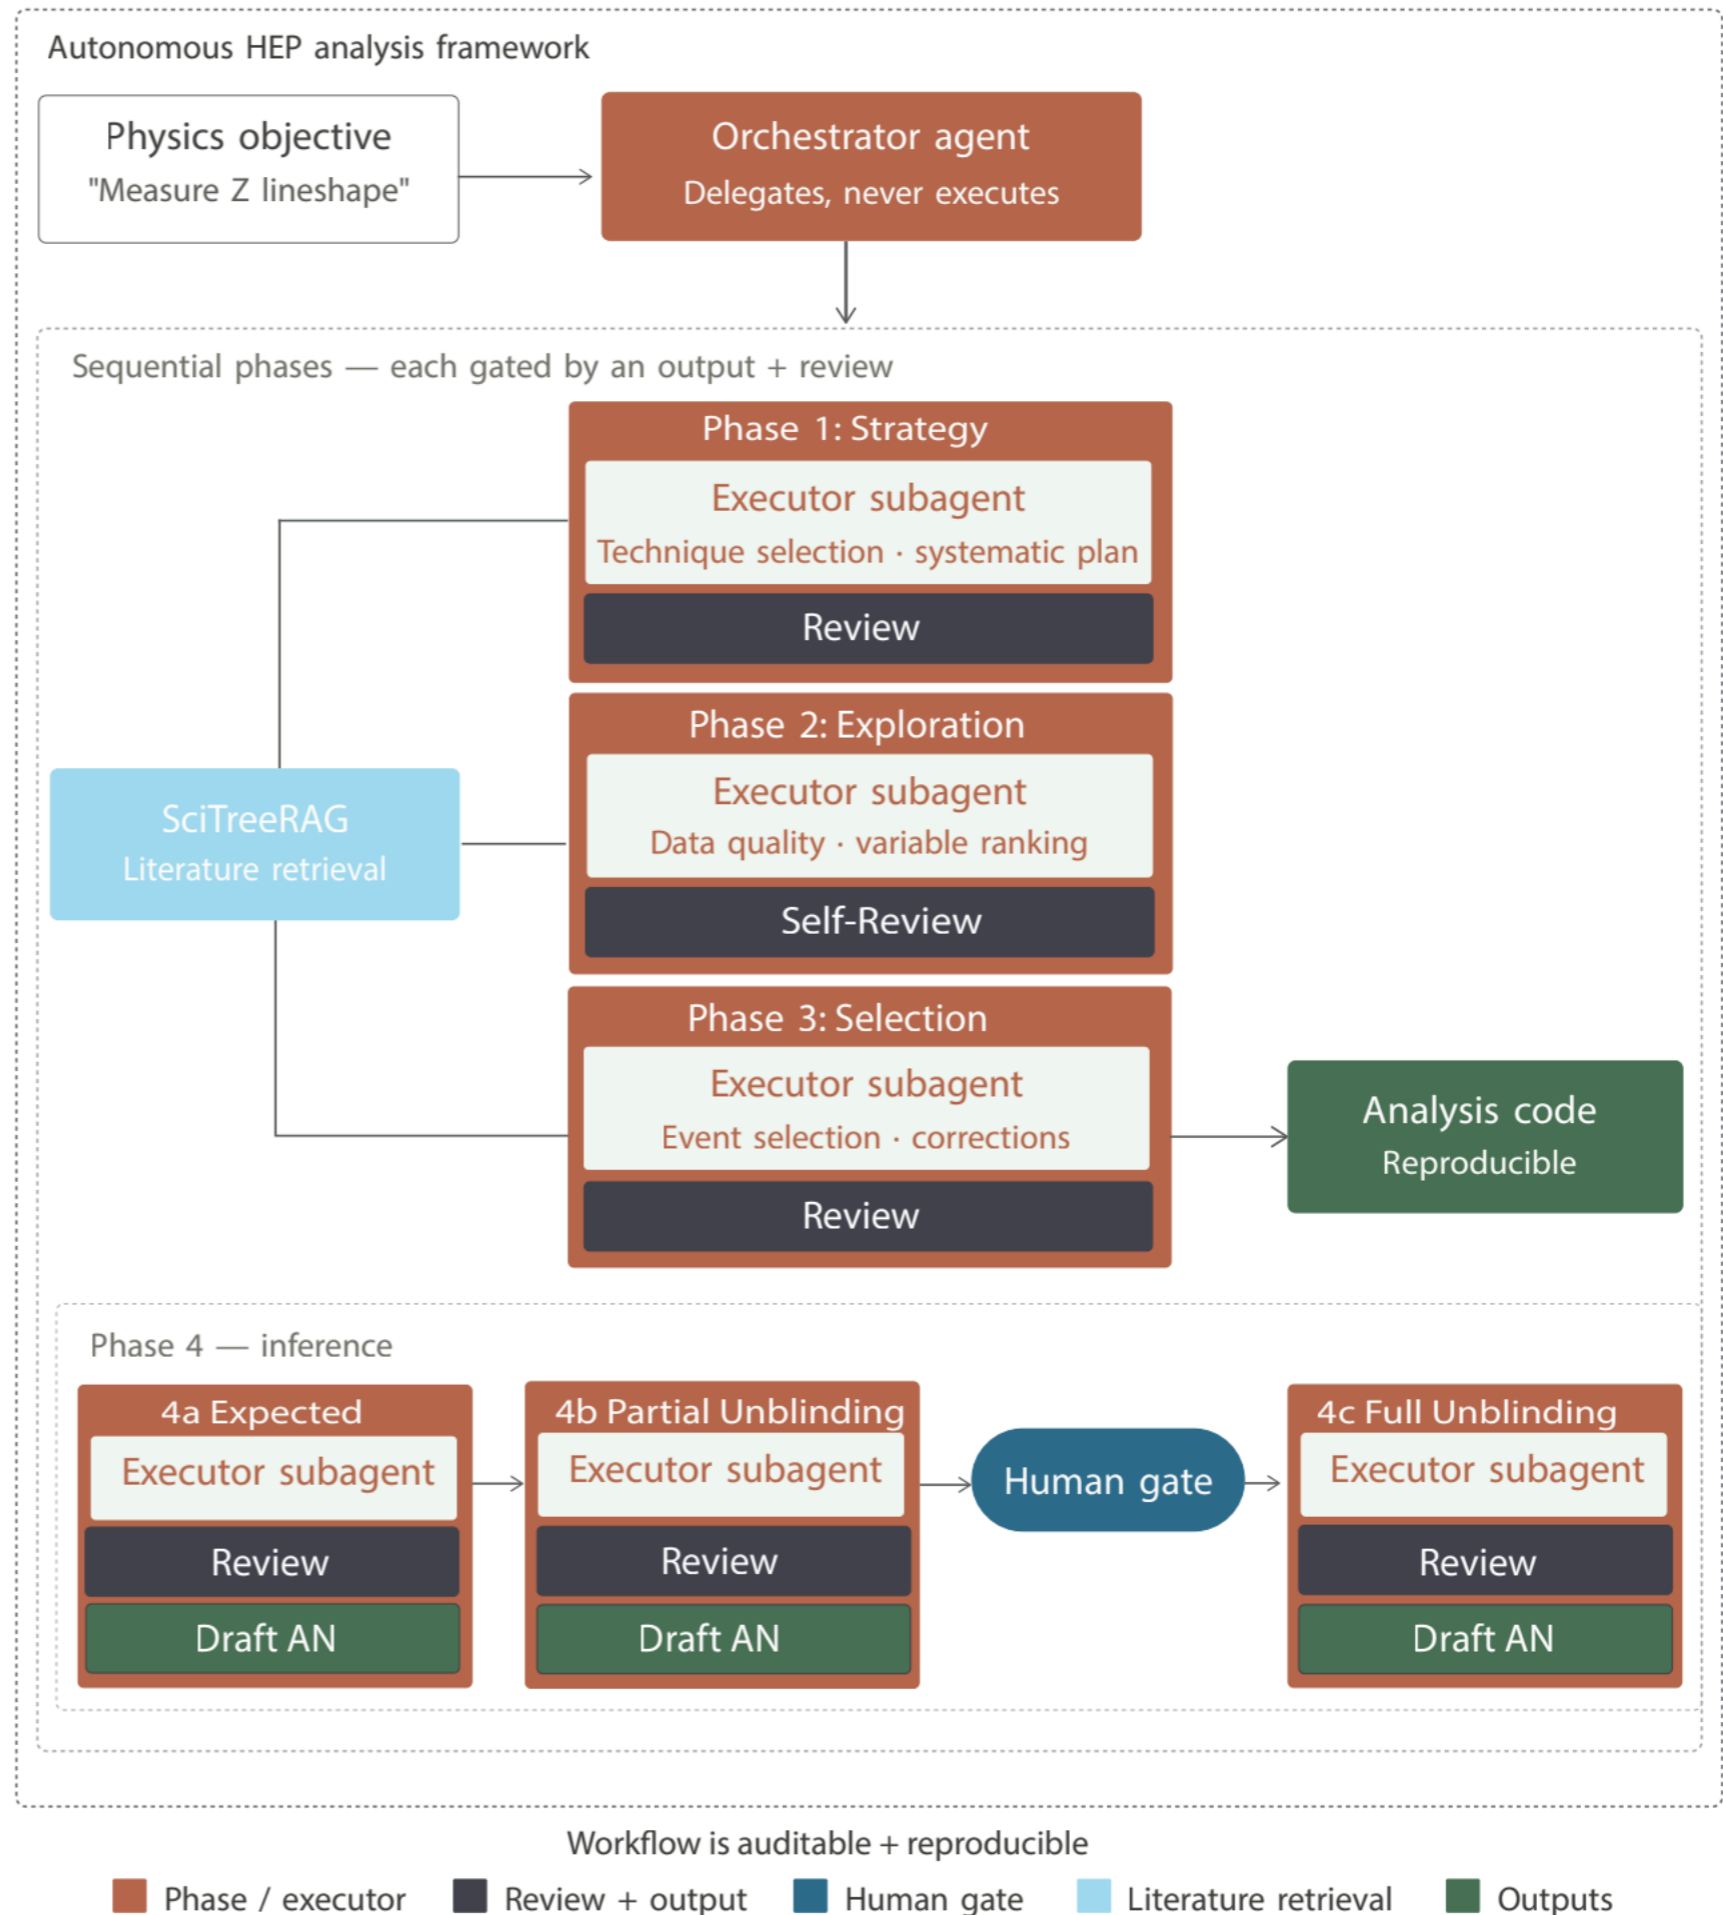 Autonomous HEP analysis framework
Physics objective
"Measure Z lineshape"
Orchestrator agent
Delegates, never executes
Sequential phases — each gated by an output + review
Phase 1: Strategy
Executor subagent
Technique selection · systematic plan
Review
Phase 2: Exploration
Executor subagent
Data quality · variable ranking
Self-Review
SciTreeRAG
Literature retrieval
Phase 3: Selection
Executor subagent
Event selection · corrections
Review
Analysis code
Reproducible
Phase 4 — inference
4a Expected
Executor subagent
Review
Draft AN
4b Partial Unblinding
Executor subagent
Review
Draft AN
Human gate
4c Full Unblinding
Executor subagent
Review
Draft AN
Workflow is auditable + reproducible
Phase / executor
Review + output
Human gate
Literature retrieval
Outputs